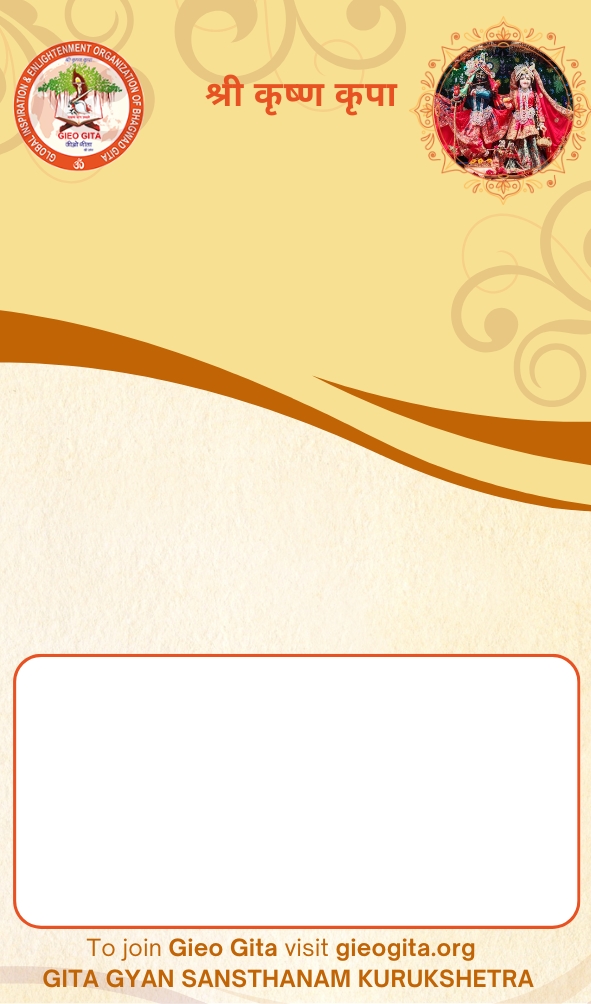 GLOBAL INSPIRATION & ENLIGHTENMENT ORGANIZATION OF BHAGWAD GITA
GIEO GITA
जीओ गीता
ॐ
श्री कृष्ण कृपा
To join Gieo Gita visit gieogita.org
GITA GYAN SANSTHANAM KURUKSHETRA